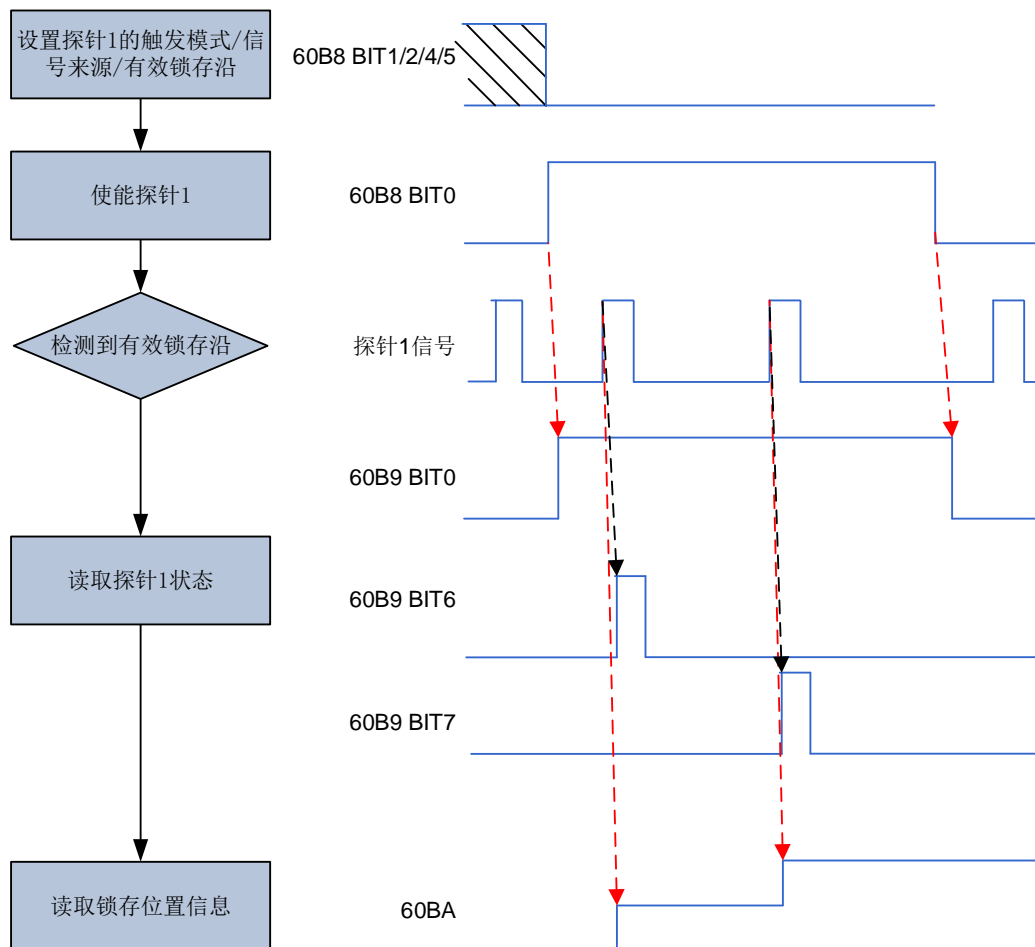 设置探针1的触发模式/信
号来源/有效锁存沿
使能探针1
检测到有效锁存沿
读取探针1状态
读取锁存位置信息
60B8 BIT1/2/4/5
60B8 BIT0
探针1信号
60B9 BIT0
60B9 BIT6
60B9 BIT7
60BA